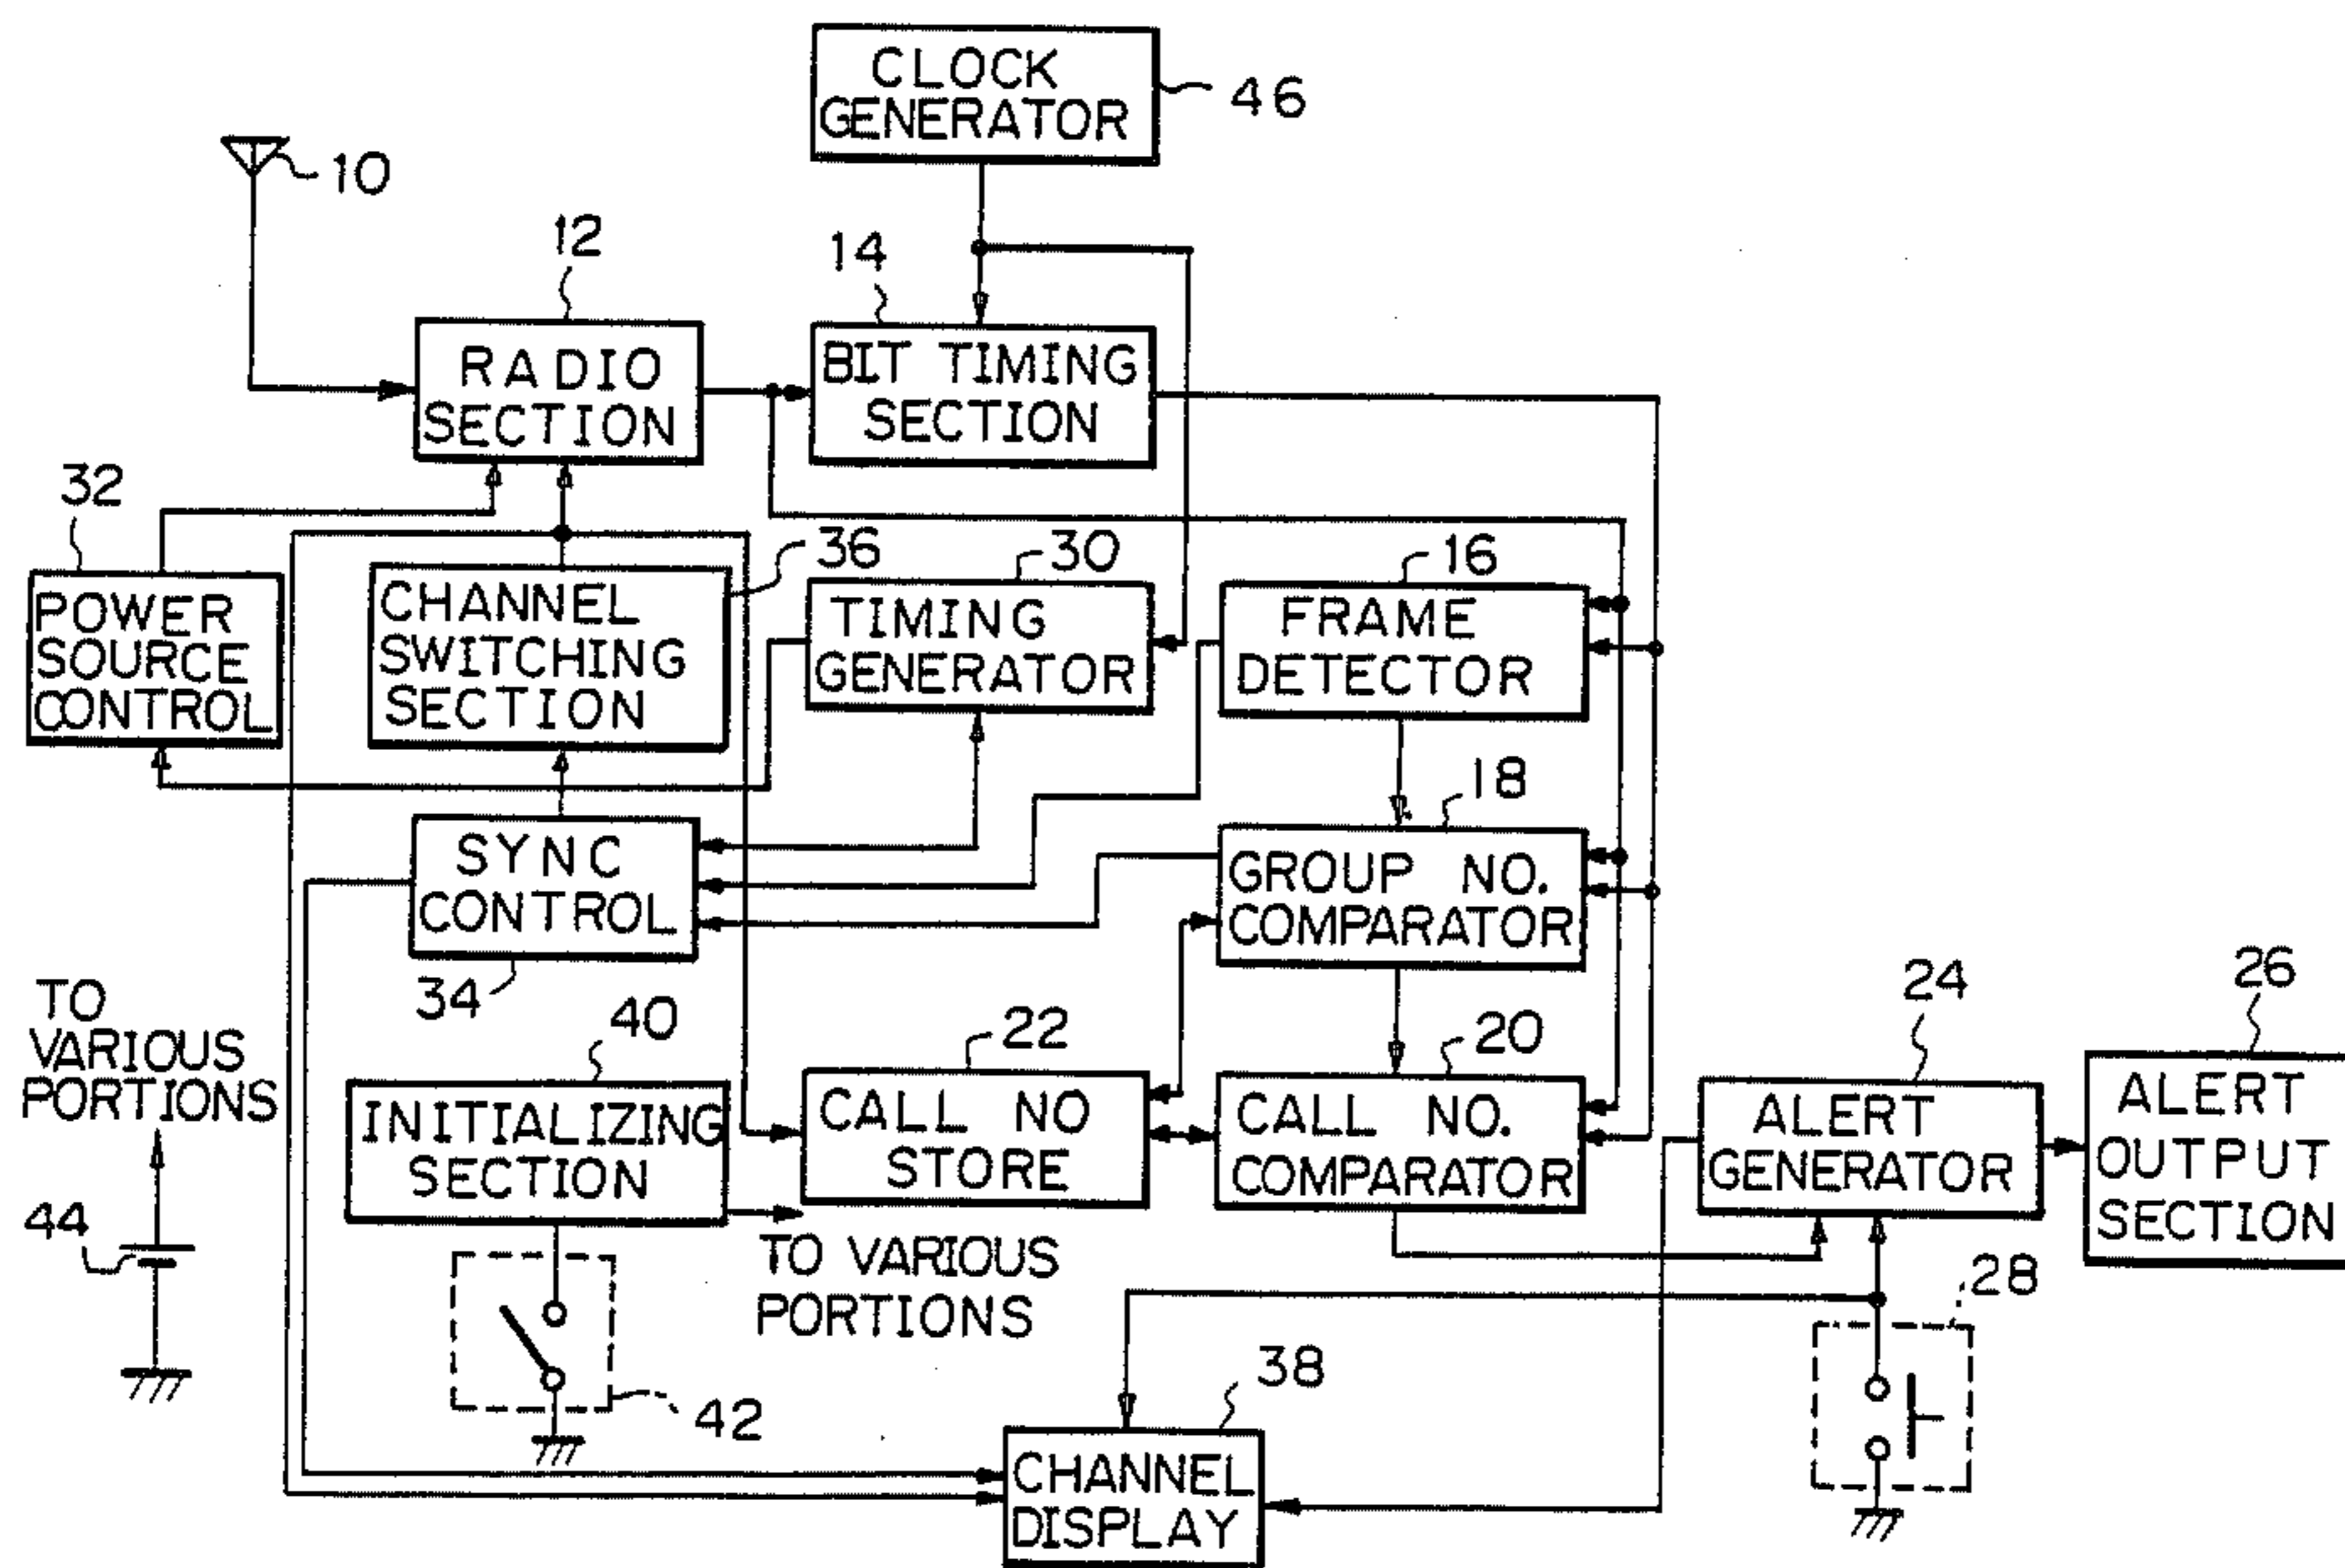 CLOCK
GENERATOR
46
10
12
14
RADIO
SECTION
BIT TIMING
SECTION
32
36
30
16
POWER
SOURCE
CONTROL
CHANNEL
SWITCHING
SECTION
TIMING
GENERATOR
FRAME
DETECTOR
18
SYNC
CONTROL
GROUP NO.
COMPARATOR
34
40
22
20
24
26
TO
VARIOUS
PORTIONS
INITIALIZING
SECTION
CALL NO
STORE
CALL NO.
COMPARATOR
ALERT
GENERATOR
ALERT
OUTPUT
SECTION
44
TO VARIOUS
PORTIONS
28
42
38
CHANNEL
DISPLAY